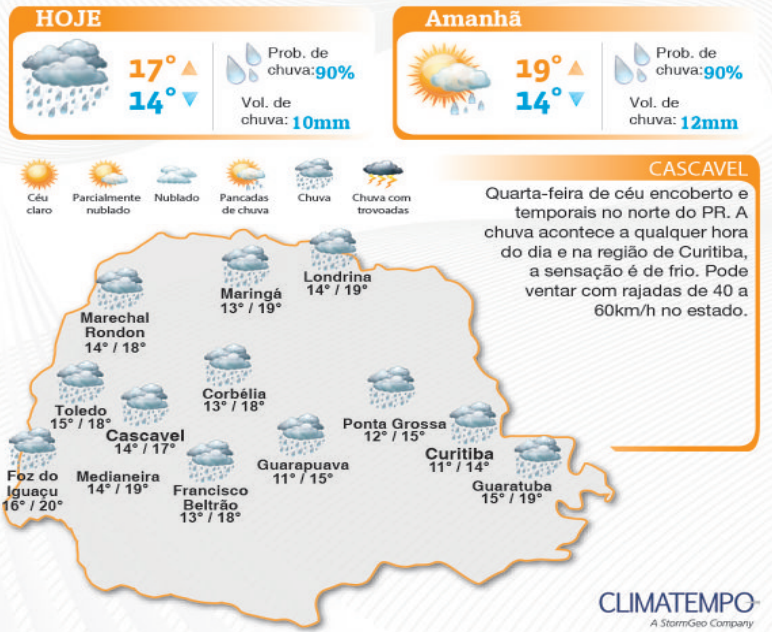 HOJE
17°
14°
Prob. de
chuva:90%
Vol. de
chuva: 10mm
Amanhã
19°
14°
Prob. de
chuva:90%
Vol. de
chuva: 12mm
Céu
claro
Parcialmente
nublado
Nublado
Pancadas
de chuva
Chuva
Chuva com
trovoadas
CASCAVEL
Quarta-feira de céu encoberto e
temporais no norte do PR. A
chuva acontece a qualquer hora
do dia e na região de Curitiba,
a sensação é de frio. Pode
ventar com rajadas de 40 a
60km/h no estado.
Londrina
14° / 19°
Maringá
13° / 19°
Marechal
Rondon
14° / 18°
Corbélia
13° / 18°
Toledo
15° / 18°
Cascavel
14° / 17°
Ponta Grossa
12° / 15°
Curitiba
11° / 14°
Guarapuava
11° / 15°
Guaratuba
15° / 19°
Foz do
Iguaçu
16° / 20°
Medianeira
14° / 19°
Francisco
Beltrão
13° / 18°
CLIMATEMPO
A StormGeo Company